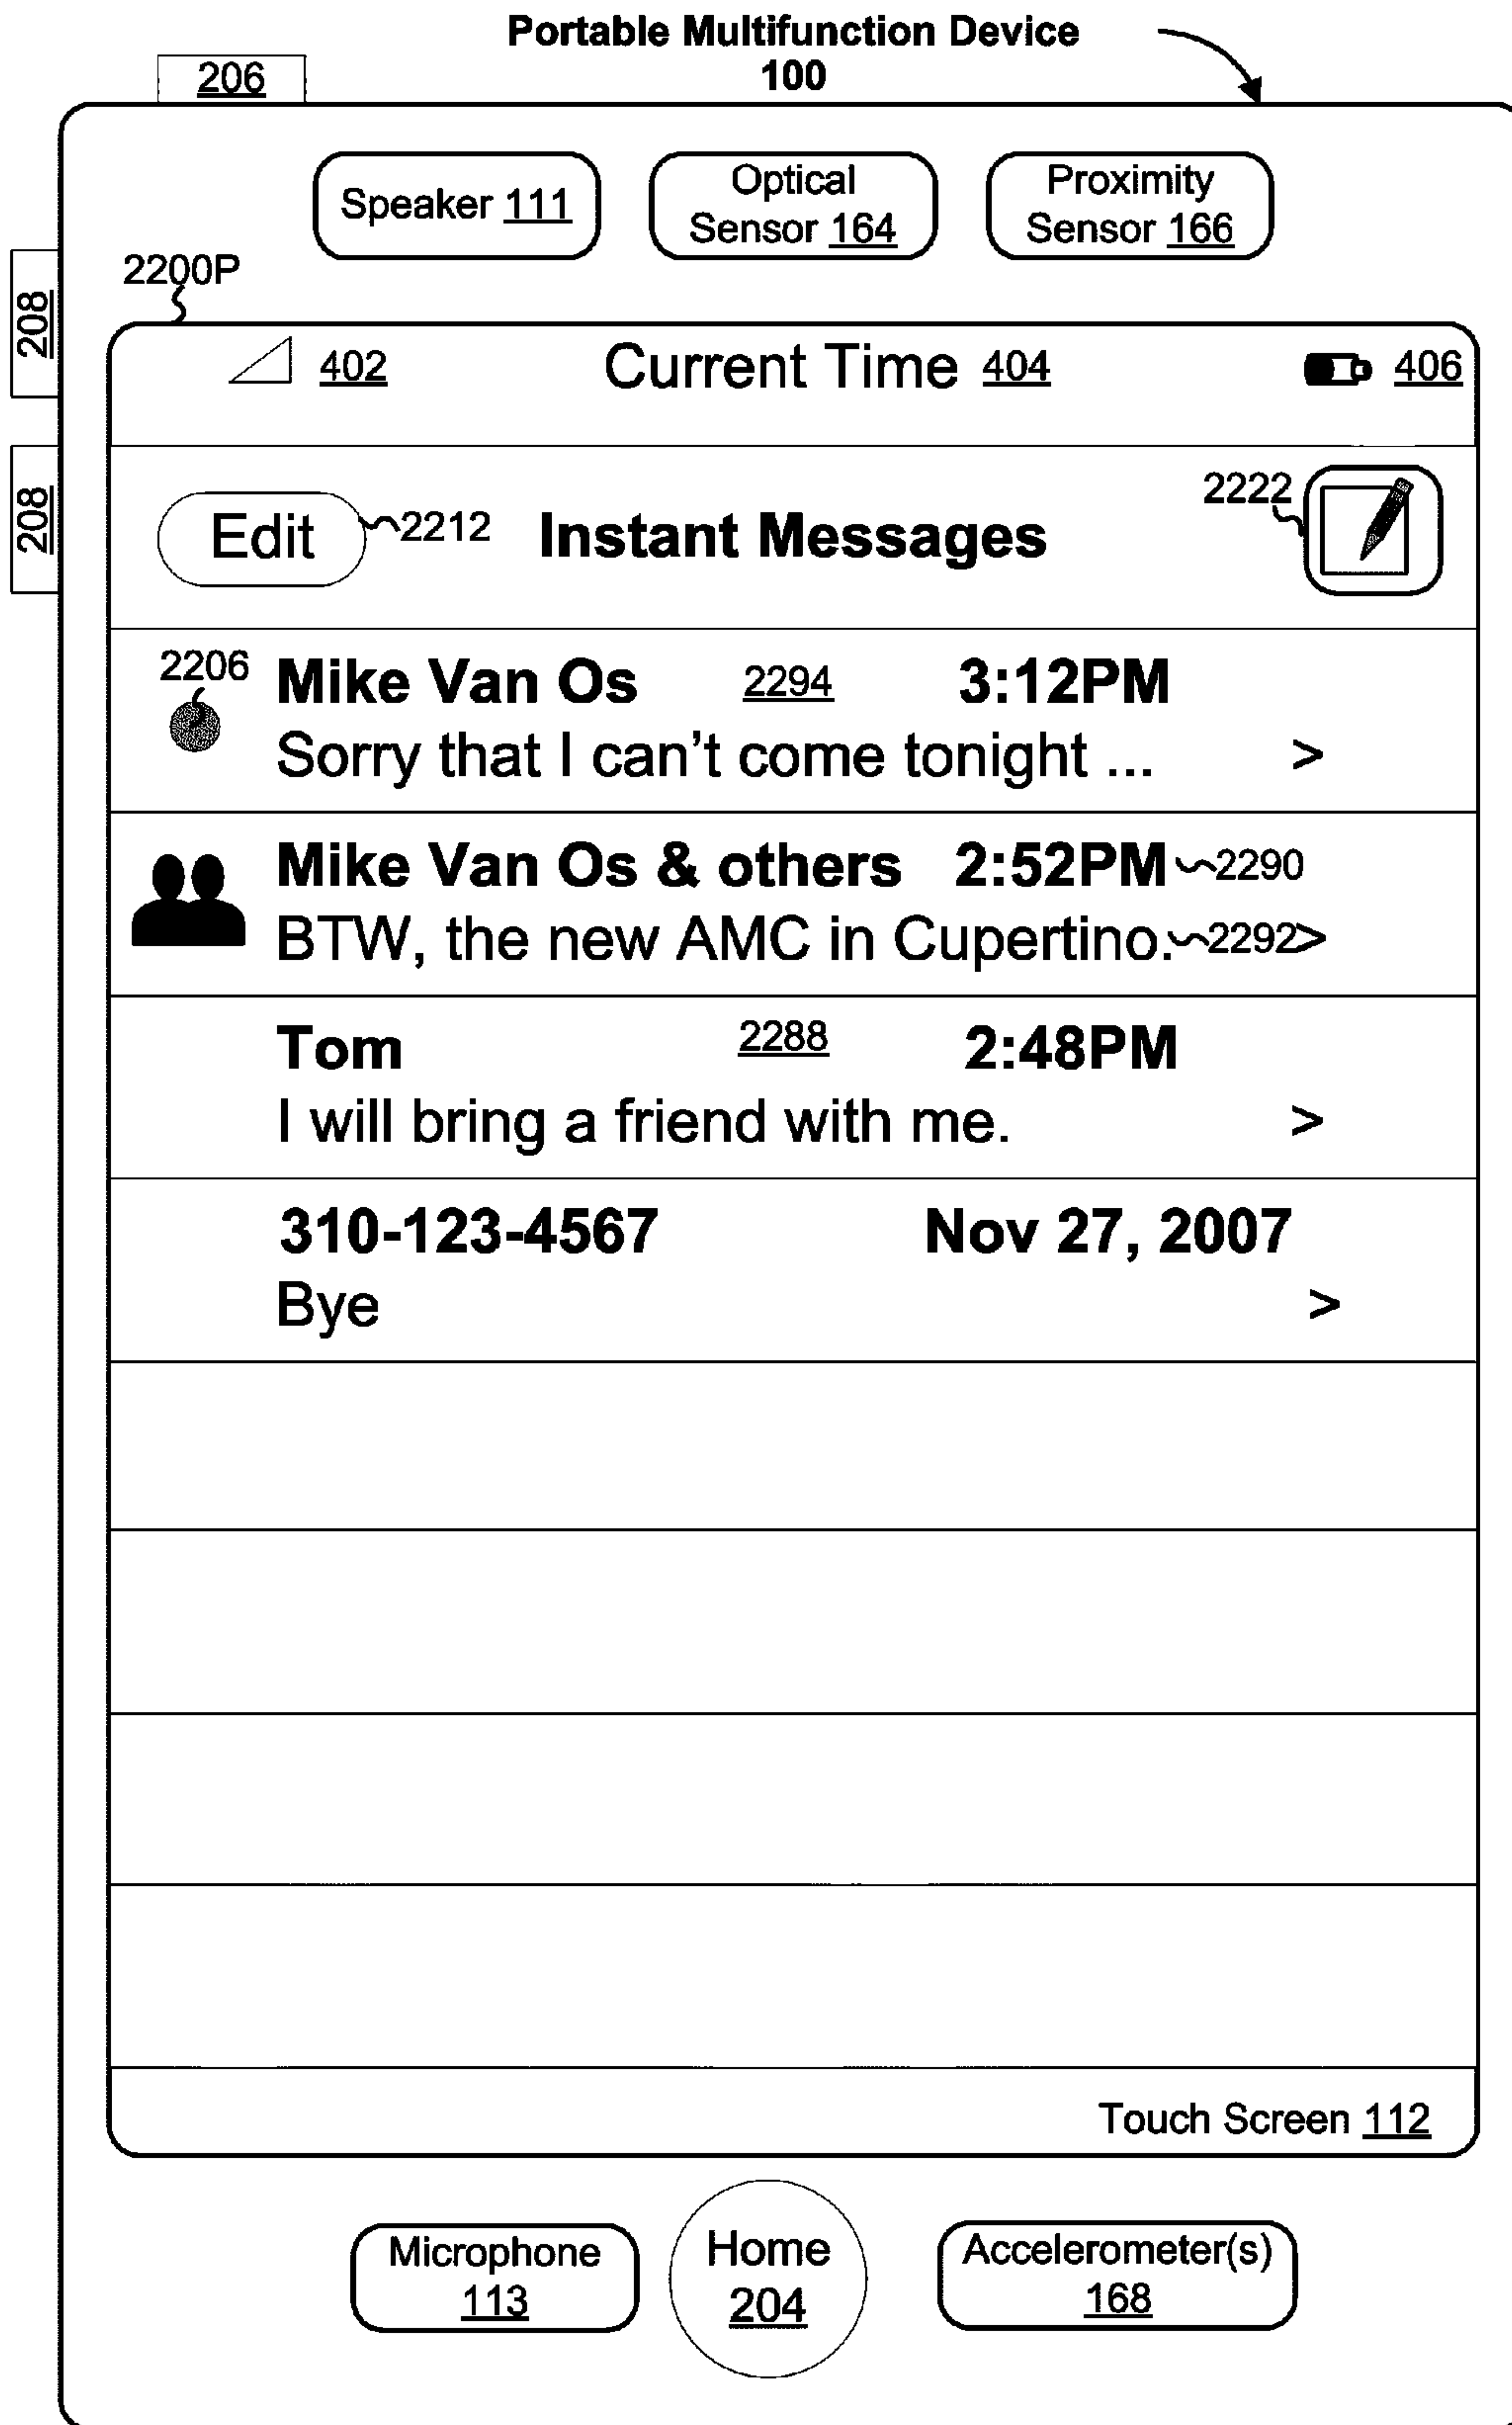 Portable Multifunction Device
100
206
Speaker 111
Optical
Sensor 164
Proximity
Sensor 166
208
2200P
402 Current Time 404 406
208
Edit 2212 Instant Messages 2222
2206 Mike Van Os 2294 3:12PM
Sorry that I can't come tonight ... >
Mike Van Os & others 2:52PM 2290
BTW, the new AMC in Cupertino. 2292>
Tom 2288 2:48PM
I will bring a friend with me. >
310-123-4567 Nov 27, 2007
Bye >
Touch Screen 112
Microphone
113
Home
204
Accelerometer(s)
168